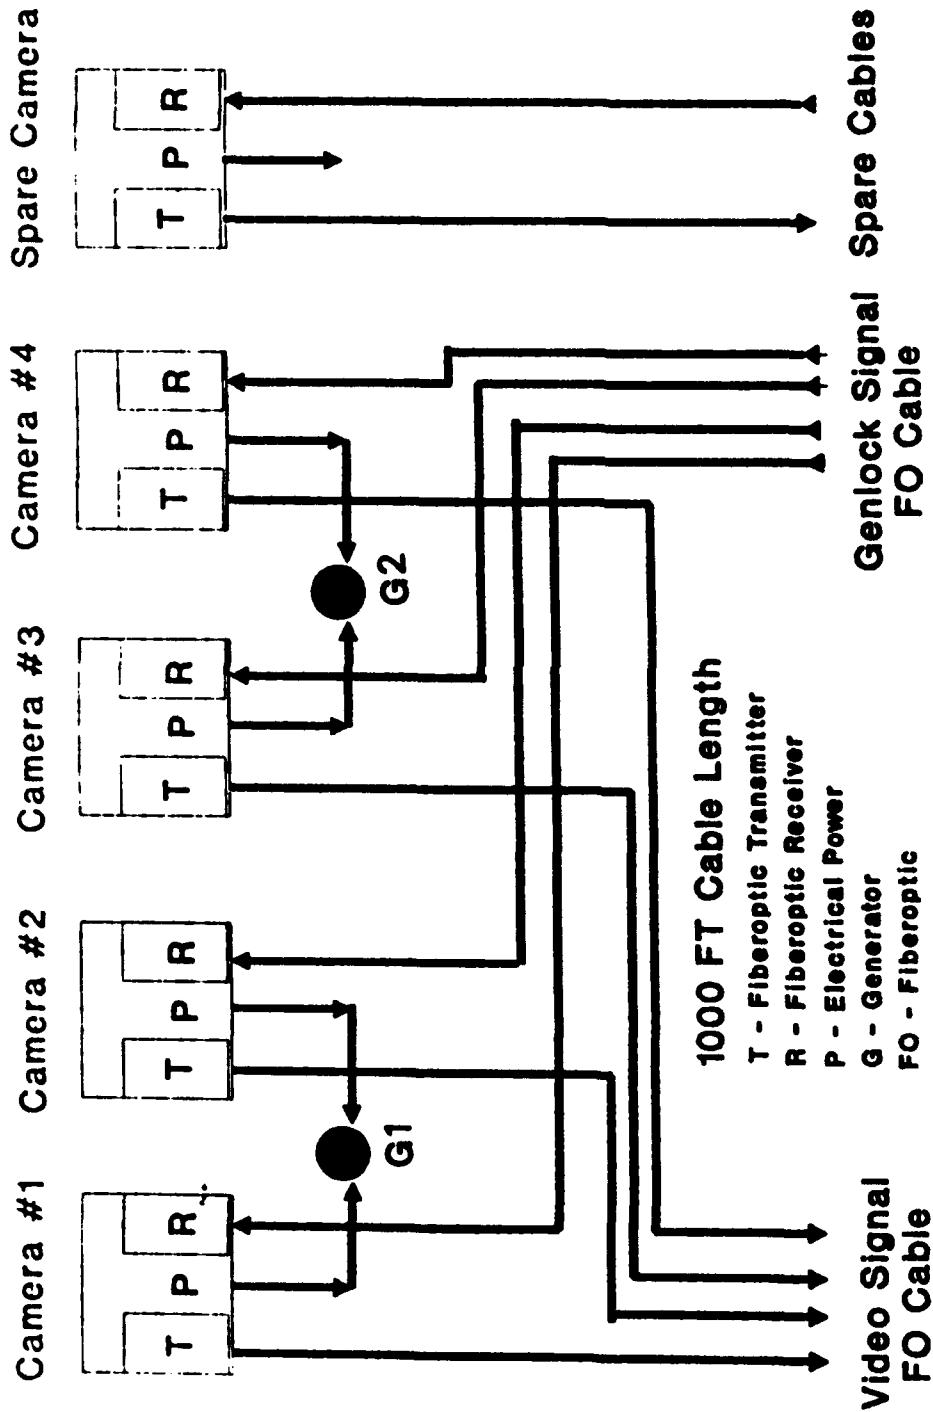 Camera #1
Camera #2
Camera #3
Camera #4
Spare Camera
T P R
T P R
T P R
T P R
T P R
G1
G2
1000 FT Cable Length
T - Fiberoptic Transmitter
R - Fiberoptic Receiver
P - Electrical Power
G - Generator
FO - Fiberoptic
Video Signal
FO Cable
Genlock Signal
FO Cable
Spare Cables